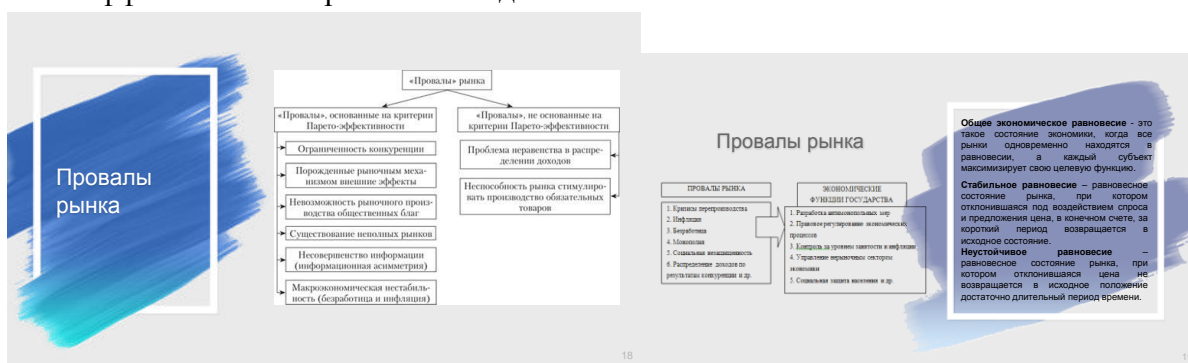 Провалы
рынка
«Провалы» рынка
«Провалы», основанные на критерии
Парето-эффективности
Ограниченность конкуренции
Порожденные рыночным меха-
низмом внешние эффекты
Невозможность рыночного произ-
водства общественных благ
Существование неполных рынков
Несовершенство информации
(информационная асимметрия)
Макроэкономическая нестабиль-
ность (безработица и инфляция)
«Провалы», не основанные на
критерии Парето-эффективности
Проблема неравенства в распре-
делении доходов
Неспособность рынка стимулиро-
вать производство обязательных
товаров
18
Провалы рынка
ПРОВАЛЫ РЫНКА
1. Кризисы перепроизводства
2. Инфляция
3. Безработица
4. Монополия
5. Социальная незащищенность
6. Распределение доходов по
результатам конкуренции и др.
ЭКОНОМИЧЕСКИЕ
ФУНКЦИИ ГОСУДАРСТВА
1. Разработка антимонопольных мер
2. Правовое регулирование экономических
процессов
3. Контроль за уровнем занятости и инфляции
4. Управление нерыночным сектором
экономики
5. Социальная защита населения и др.
Общее экономическое равновесие - это
такое состояние экономики, когда все
рынки одновременно находятся в
равновесии, а каждый субъект
максимизирует свою целевую функцию.
Стабильное равновесие – равновесное
состояние рынка, при котором
отклонившаяся под воздействием спроса
и предложения цена, в конечном счете, за
короткий период возвращается в
исходное состояние.
Неустойчивое равновесие –
равновесное состояние рынка, при
котором отклонившаяся цена не
возвращается в исходное положение
достаточно длительный период времени.